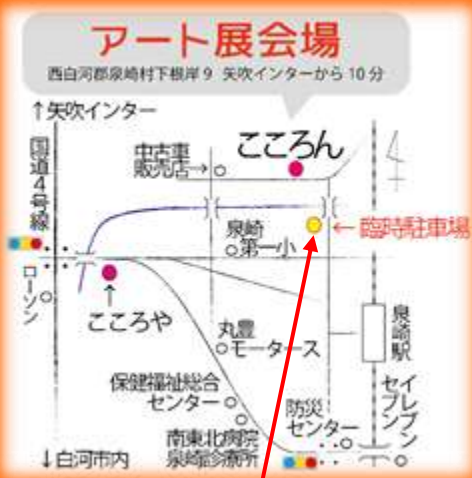 アート展会場
西白河郡泉崎村下根岸9 矢吹インターから10分
↑矢吹インター
国道4号線
中古車
販売店→
こころん
←臨時駐車場
泉崎
第一小
ローソン
↑
こころや
丸豊
モータース
泉崎駅
保健福祉総合
センター
防災
センター
セブン
イレブン
南東北病院
泉崎診療所
↓白河市内